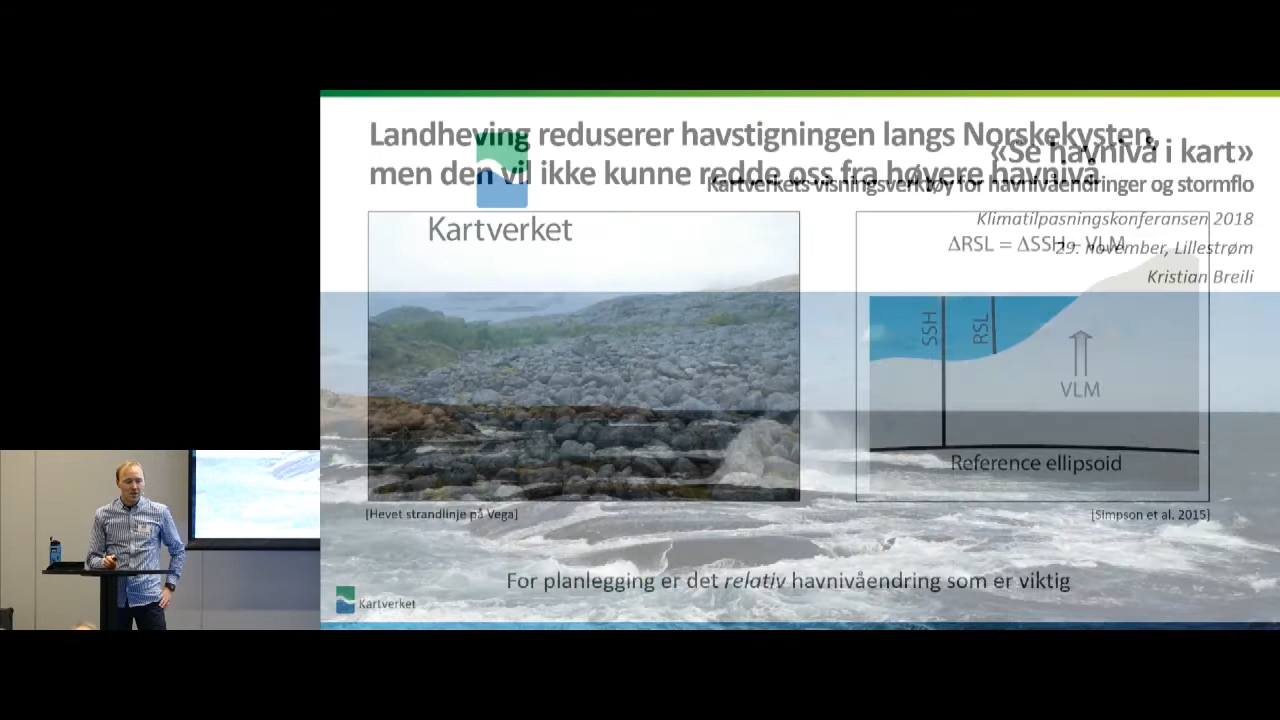 Landheving reduserer havstigningen langs Norskekysten,
men den vil ikke kunne redde oss fra høyere havnivå
«Se havnivå i kart»
Kartverkets visningsverktøy for havnivåendringer og stormflo
Klimatilpasningskonferansen 2018
29. november, Lillestrøm
Kristian Breili
Kartverket
ΔRSL = ΔSSH - VLM
SSH
RSL
VLM
Reference ellipsoid
[Hevet strandlinje på Vega]
[Simpson et al. 2015]
For planlegging er det relativ havnivåendring som er viktig
Kartverket